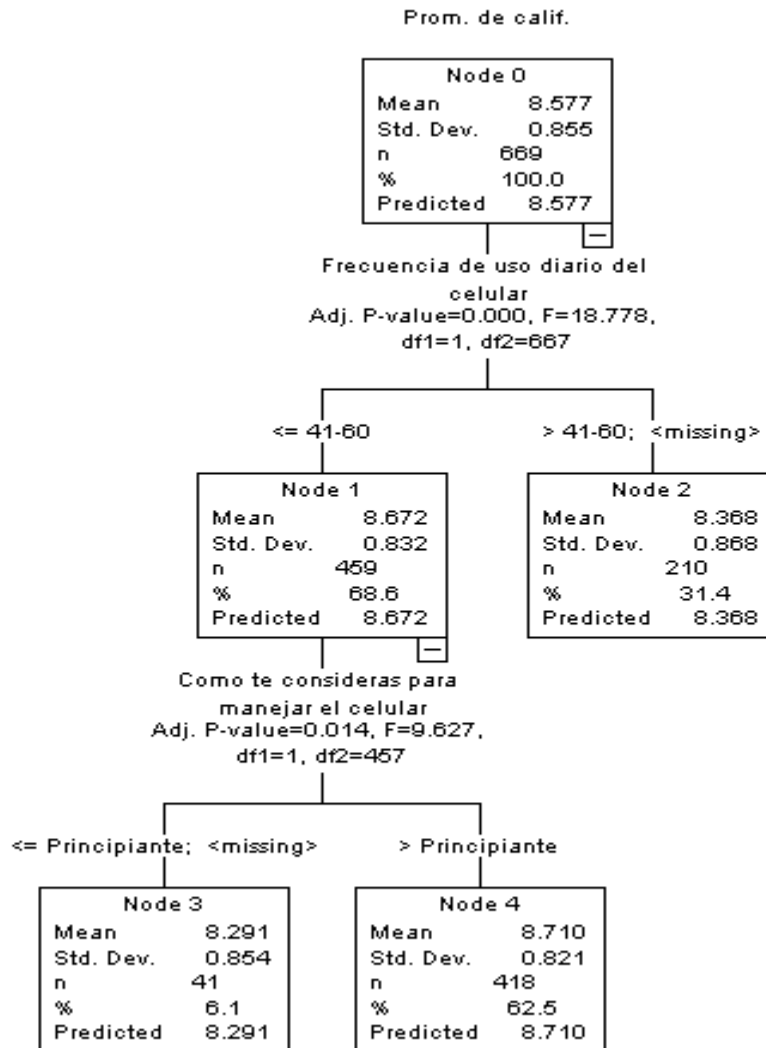 Prom. de calif.
Node 0
Mean 8.577
Std. Dev. 0.855
n 669
% 100.0
Predicted 8.577
Frecuencia de uso diario del
celular
Adj. P-value=0.000, F=18.778,
df1=1, df2=667
<= 41-60
> 41-60; <missing>
Node 1
Mean 8.672
Std. Dev. 0.832
n 459
% 68.6
Predicted 8.672
Node 2
Mean 8.368
Std. Dev. 0.868
n 210
% 31.4
Predicted 8.368
Como te consideras para
manejar el celular
Adj. P-value=0.014, F=9.627,
df1=1, df2=457
<= Principiante; <missing>
> Principiante
Node 3
Mean 8.291
Std. Dev. 0.854
n 41
% 6.1
Predicted 8.291
Node 4
Mean 8.710
Std. Dev. 0.821
n 418
% 62.5
Predicted 8.710